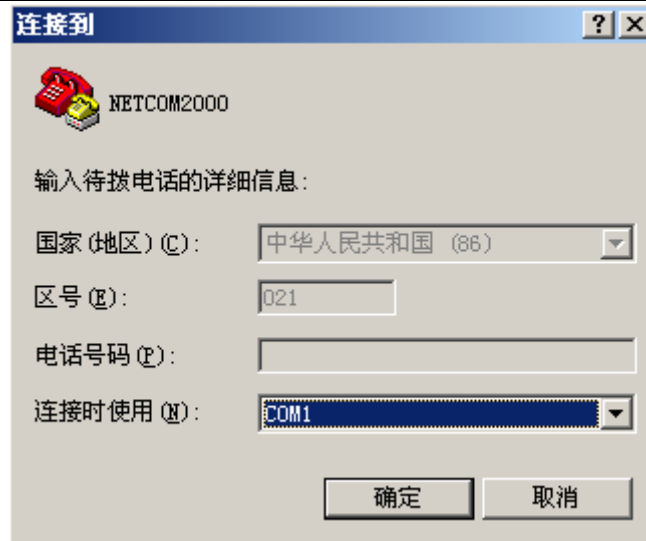 连接到
NETCOM2000
输入待拨电话的详细信息:
国家(地区)(C): 中华人民共和国 (86)
区号(E): 021
电话号码(P):
连接时使用(N): COM1
确定 取消